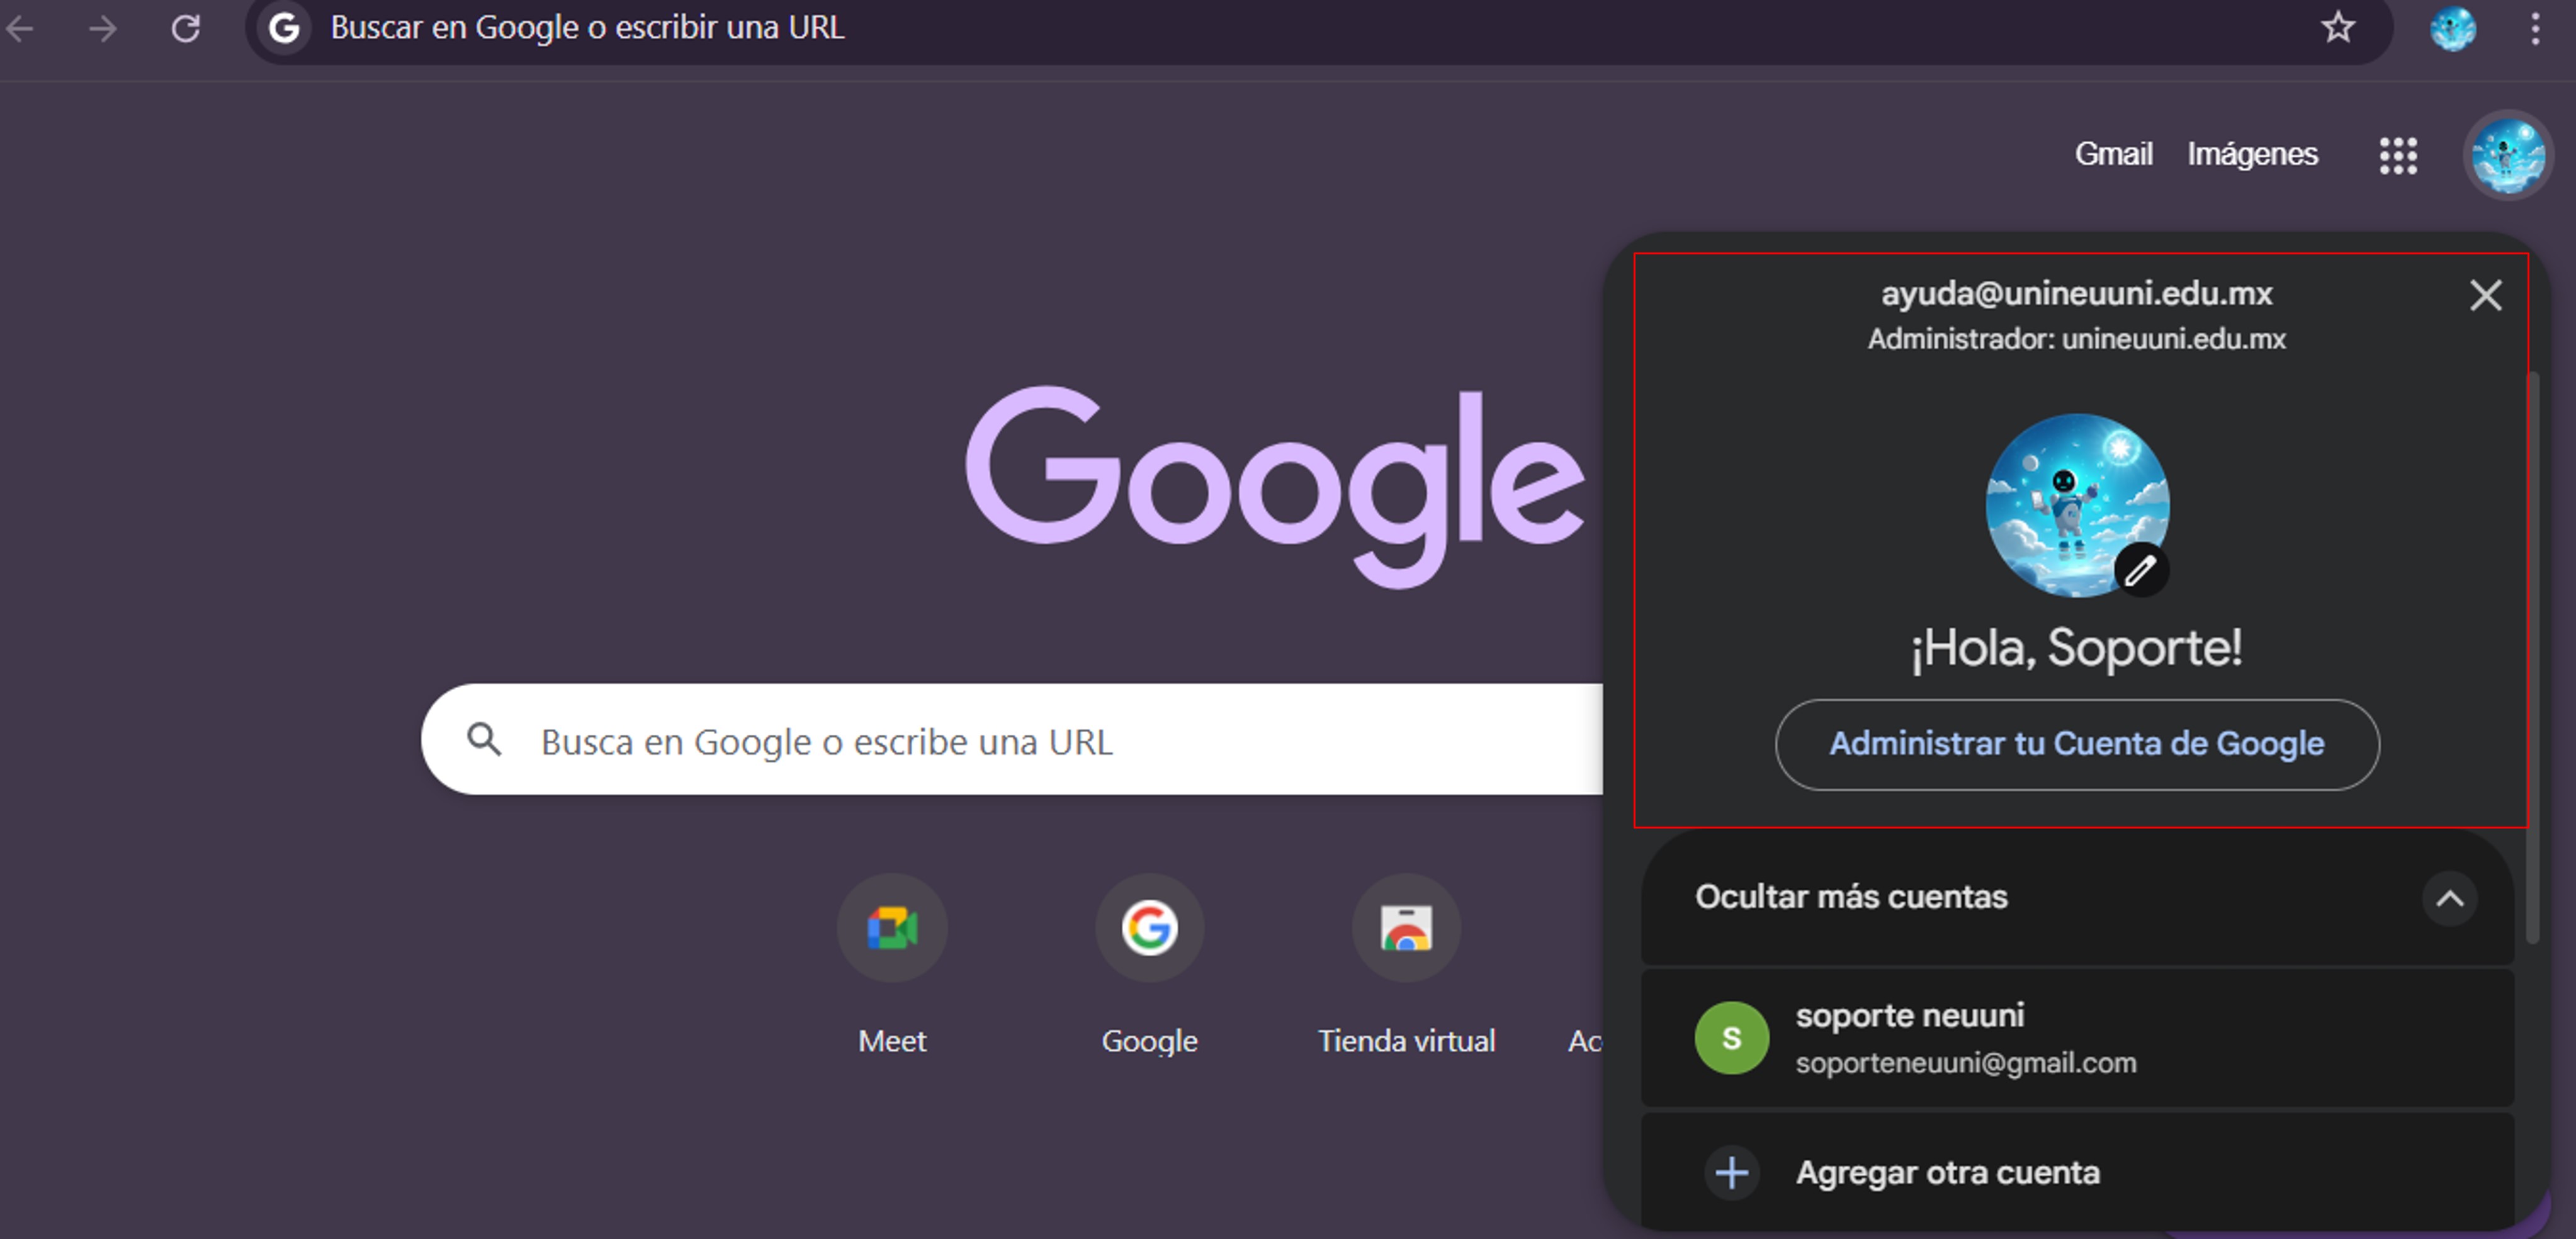 Buscar en Google o escribir una URL
Gmail Imágenes
ayuda@unineuuni.edu.mx
Administrador: unineuuni.edu.mx
Google
¡Hola, Soporte!
Busca en Google o escribe una URL
Administrar tu Cuenta de Google
Ocultar más cuentas
S
soporte neuuni
soporteneuuni@gmail.com
Meet
Google
Tienda virtual
Ac
Agregar otra cuenta